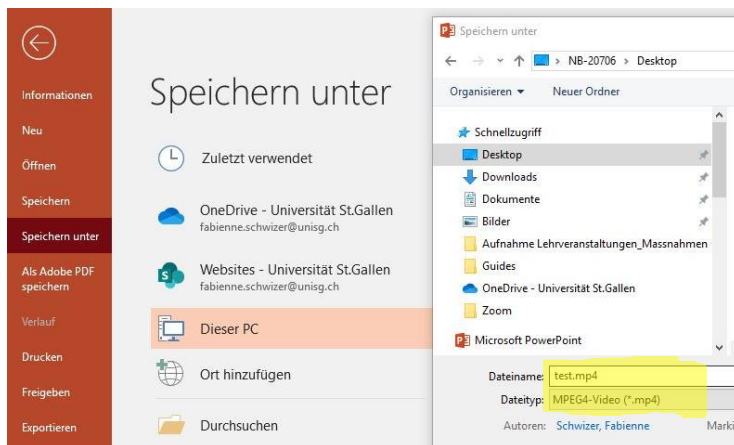 Informationen
Neu
Öffnen
Speichern
Speichern unter
Als Adobe PDF
speichern
Verlauf
Drucken
Freigeben
Exportieren
Speichern unter
Zuletzt verwendet
OneDrive - Universität St.Gallen
fabienne.schwizer@unisg.ch
Websites - Universität St.Gallen
fabienne.schwizer@unisg.ch
Dieser PC
Ort hinzufügen
Durchsuchen
Speichern unter
NB-20706 > Desktop
Organisieren Neuer Ordner
Schnellzugriff
Desktop
Downloads
Dokumente
Bilder
Aufnahme Lehrveranstaltungen_Massnahmen
Guides
OneDrive - Universität St.Gallen
Zoom
Microsoft PowerPoint
Dateiname: test.mp4
Dateityp: MPEG4-Video (*.mp4)
Autoren: Schwizer, Fabienne Marki